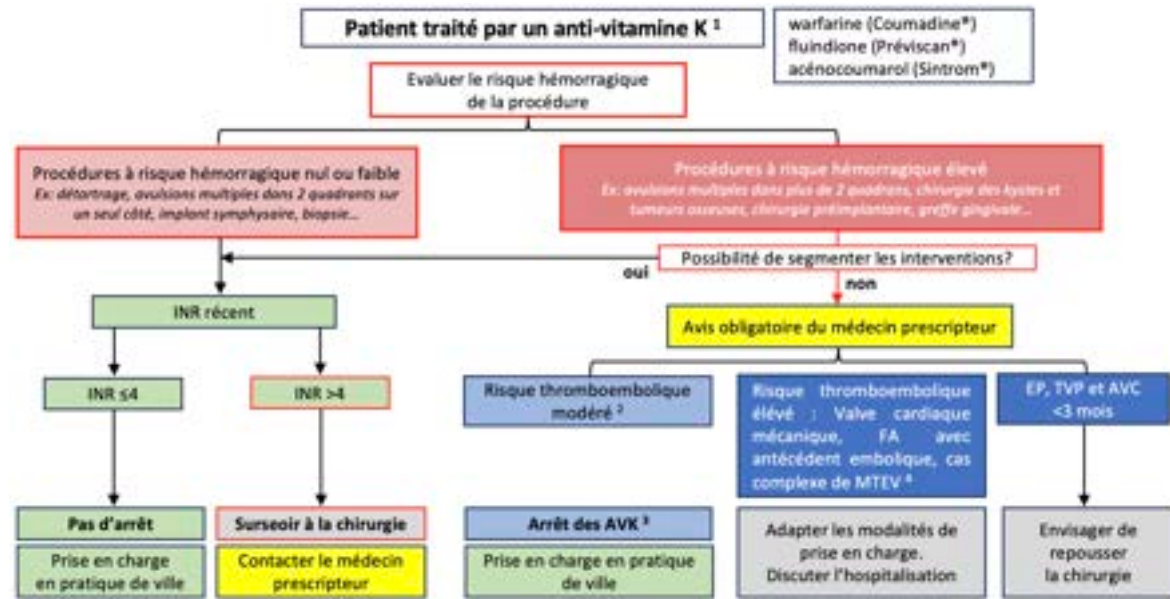 Patient traité par un anti-vitamine K ¹
warfarine (Coumadine®)
fluindione (Préviscan®)
acénocoumarol (Sintrom®)
Evaluer le risque hémorragique
de la procédure
Procédures à risque hémorragique nul ou faible
Ex: détartrage, avulsions multiples dans 2 quadrants sur
un seul côté, implant symphysaire, biopsie...
Procédures à risque hémorragique élevé
Ex: avulsions multiples dans plus de 2 quadrans, chirurgie des kystes et
tumeurs osseuses, chirurgie préimplantaire, greffe gingivale...
Possibilité de segmenter les interventions?
oui
non
INR récent
Avis obligatoire du médecin prescripteur
INR ≤4
INR >4
Risque thromboembolique
modéré ²
Risque thromboembolique
élévé : Valve cardiaque
mécanique, FA avec
antécédent embolique, cas
complexe de MTEV ⁴
EP, TVP et AVC
<3 mois
Pas d'arrêt
Prise en charge
en pratique de ville
Surseoir à la chirurgie
Contacter le médecin
prescripteur
Arrêt des AVK ³
Prise en charge en pratique
de ville
Adapter les modalités de
prise en charge.
Discuter l'hospitalisation
Envisager de
repousser
la chirurgie